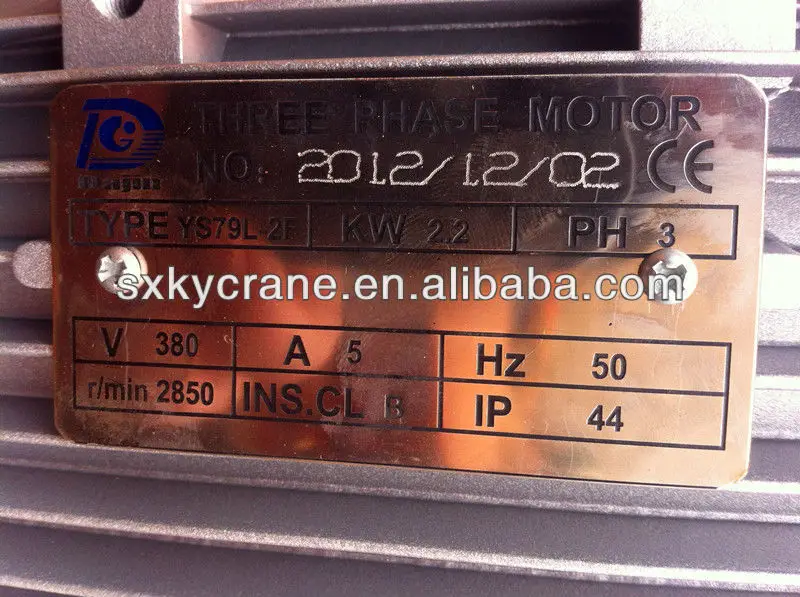 THREE PHASE MOTOR
NO: 2012/12/02 CE
TYPE YS79L-2F KW 2.2 PH 3
sxkycrane.en.alibaba.com
V 380 A 5 Hz 50
r/min 2850 INS.CL B IP 44